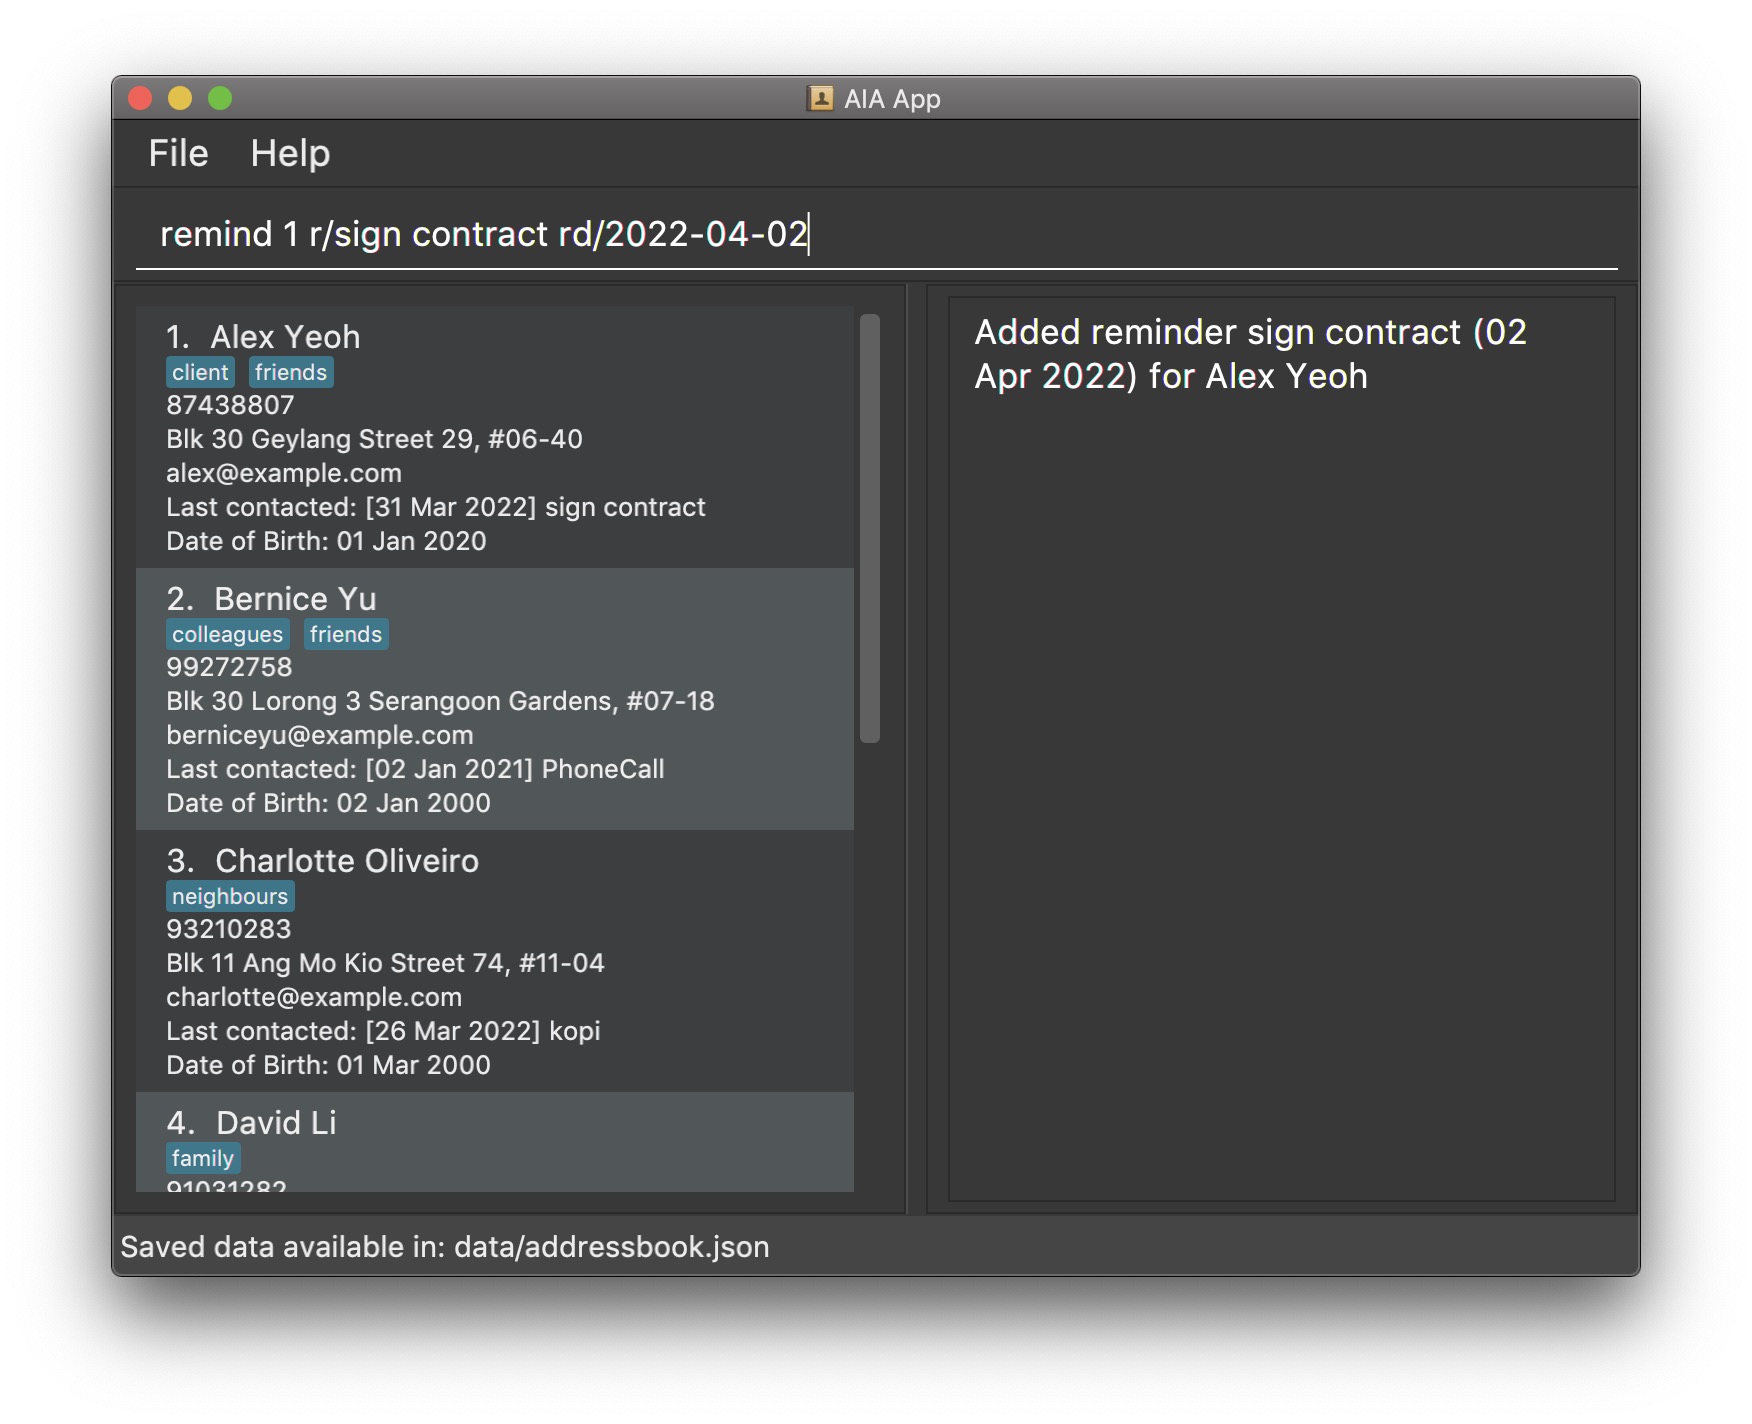 AIA App
File Help
remind 1 r/sign contract rd/2022-04-02
1. Alex Yeoh
client friends
87438807
Blk 30 Geylang Street 29, #06-40
alex@example.com
Last contacted: [31 Mar 2022] sign contract
Date of Birth: 01 Jan 2020
2. Bernice Yu
colleagues friends
99272758
Blk 30 Lorong 3 Serangoon Gardens, #07-18
berniceyu@example.com
Last contacted: [02 Jan 2021] PhoneCall
Date of Birth: 02 Jan 2000
3. Charlotte Oliveiro
neighbours
93210283
Blk 11 Ang Mo Kio Street 74, #11-04
charlotte@example.com
Last contacted: [26 Mar 2022] kopi
Date of Birth: 01 Mar 2000
4. David Li
family
91031282
Added reminder sign contract (02
Apr 2022) for Alex Yeoh
Saved data available in: data/addressbook.json